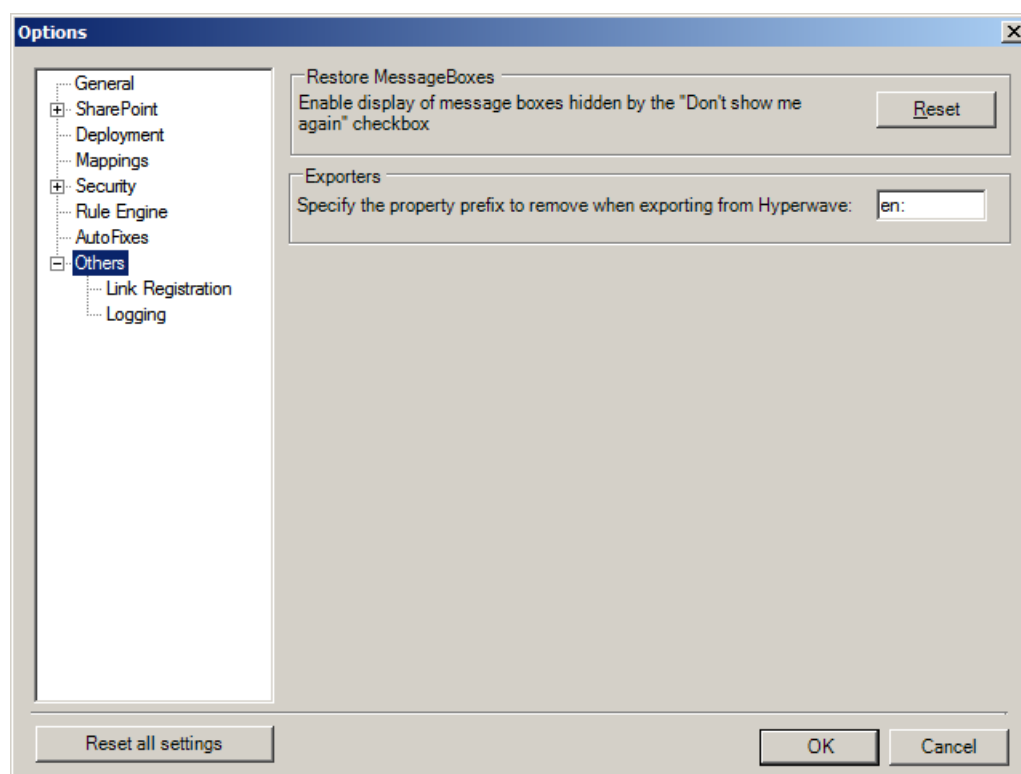 Options
General
SharePoint
Deployment
Mappings
Security
Rule Engine
AutoFixes
Others
Link Registration
Logging
Restore MessageBoxes
Enable display of message boxes hidden by the "Don't show me
again" checkbox
Reset
Exporters
Specify the property prefix to remove when exporting from Hyperwave:
en:
Reset all settings
OK
Cancel